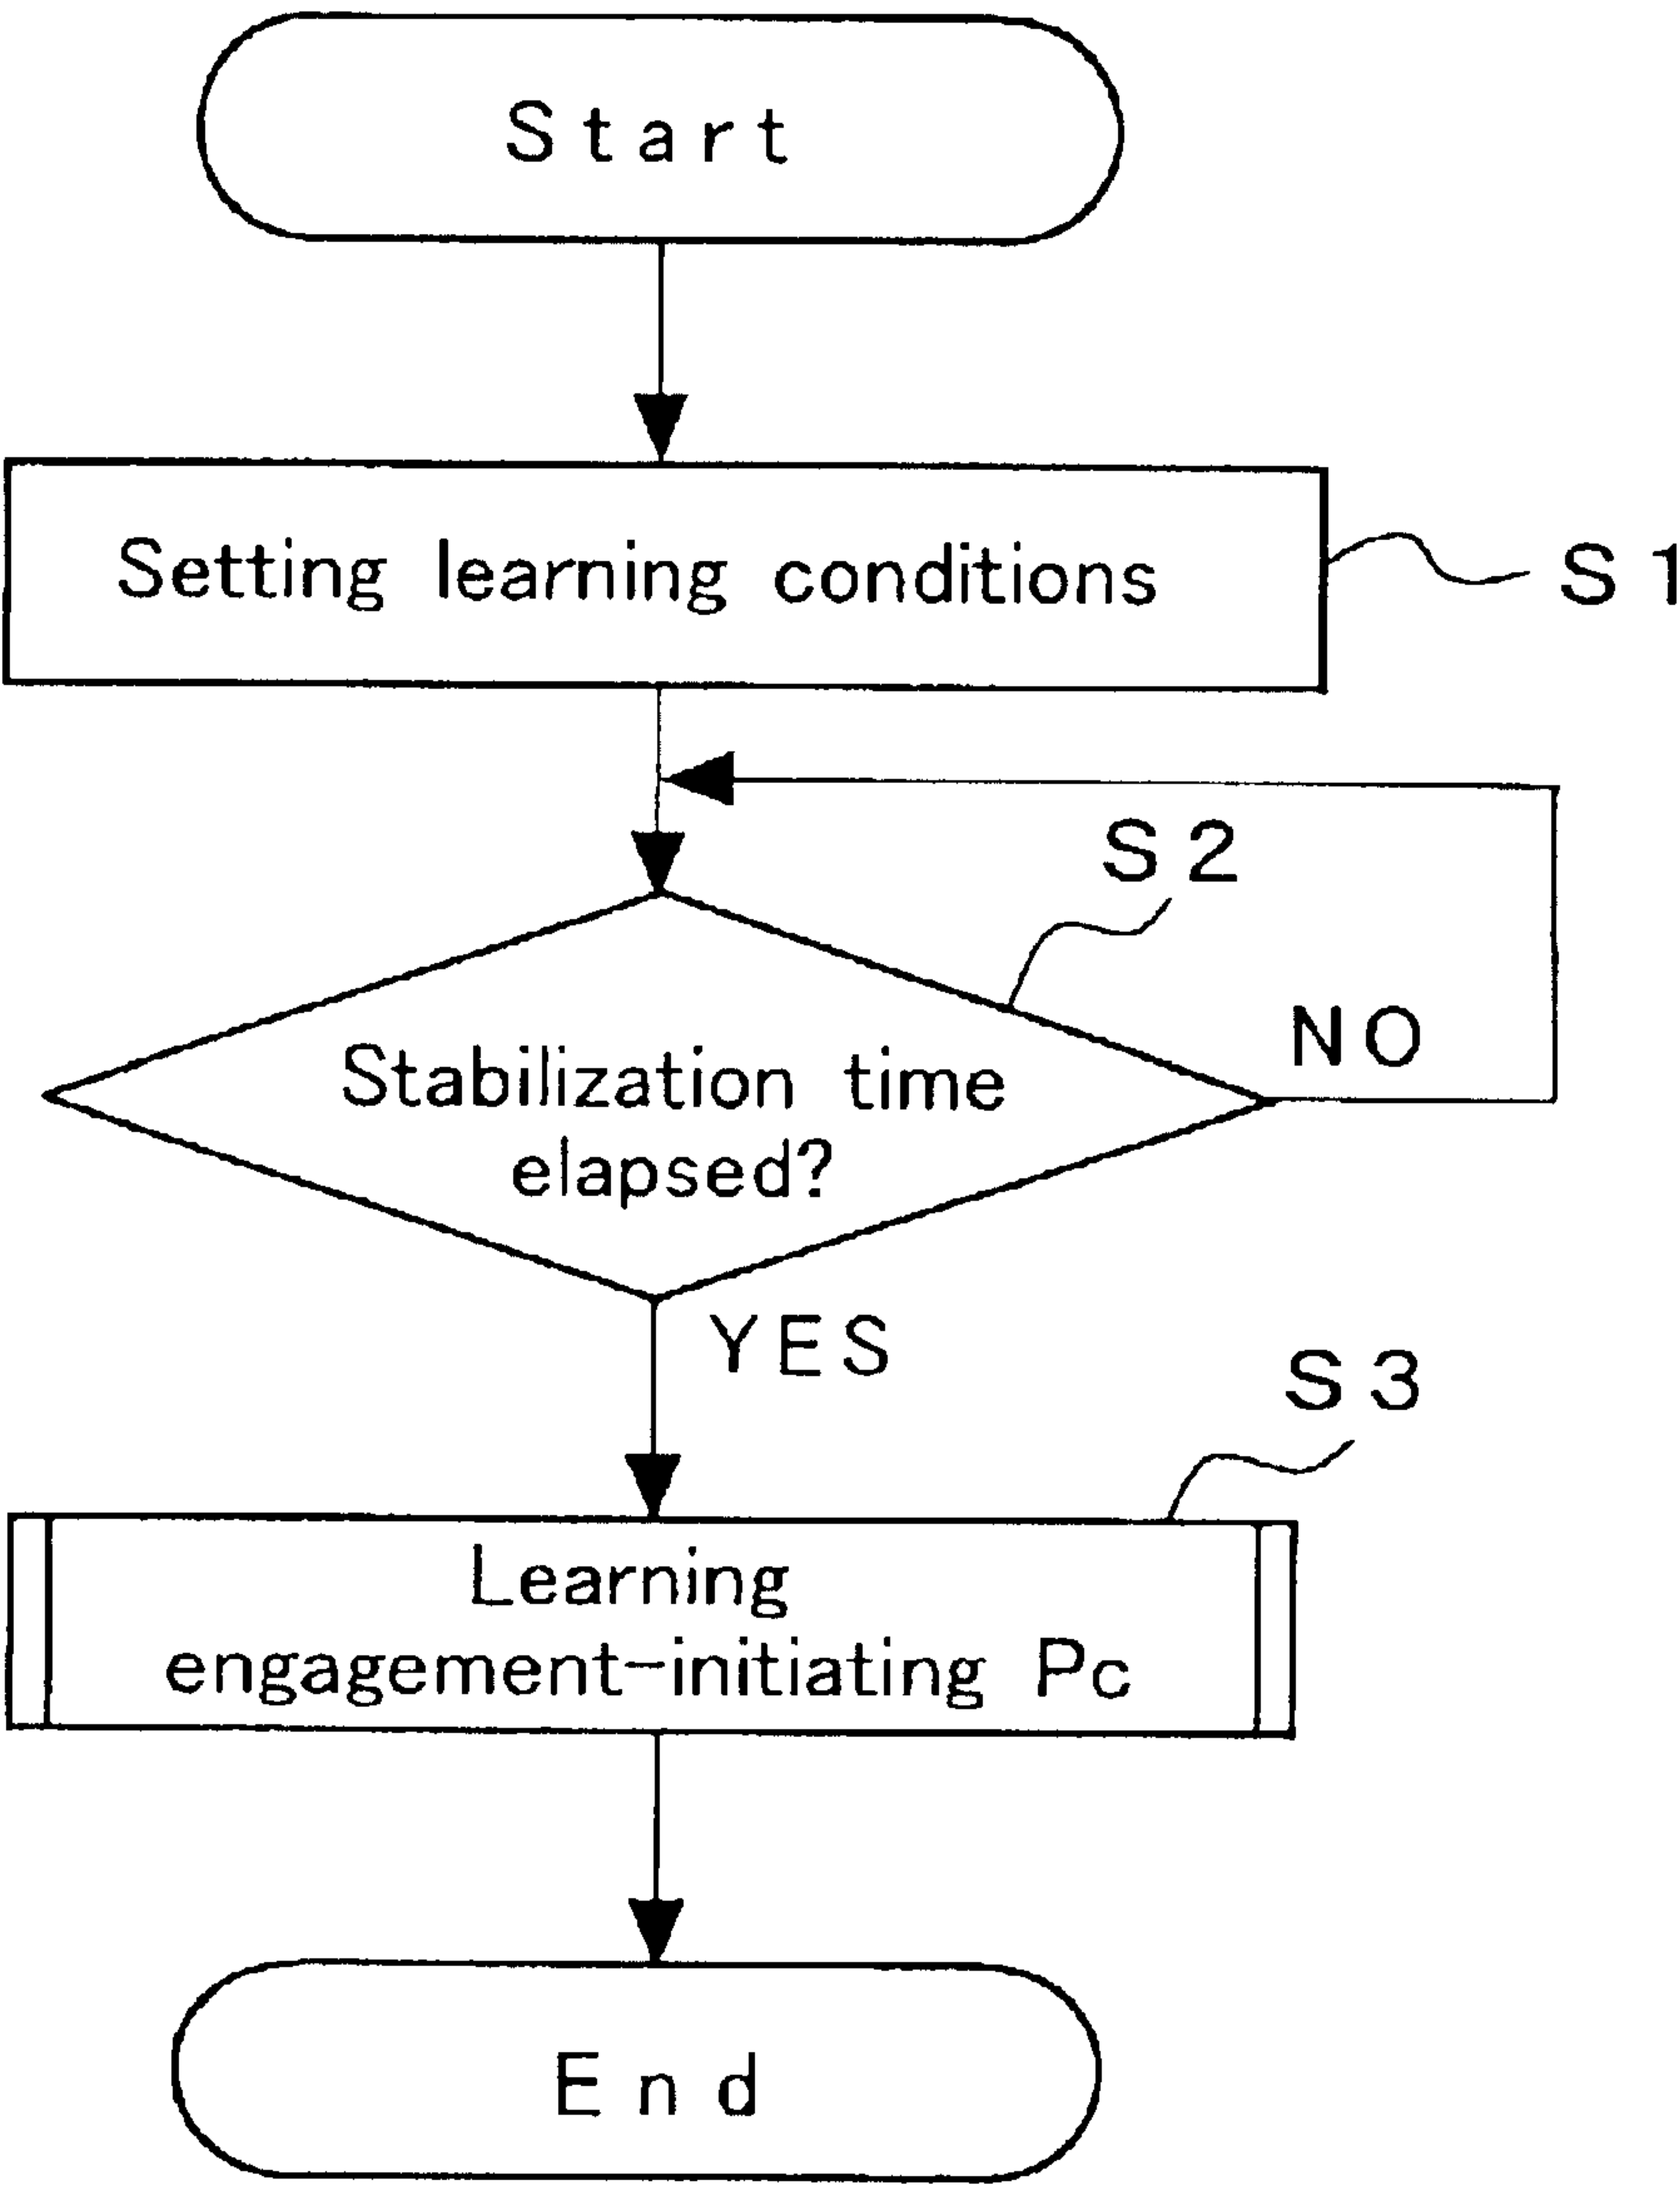 Start
Setting learning conditions
S1
S2
NO
Stabilization time
elapsed?
YES
S3
Learning
engagement-initiating Pc
End